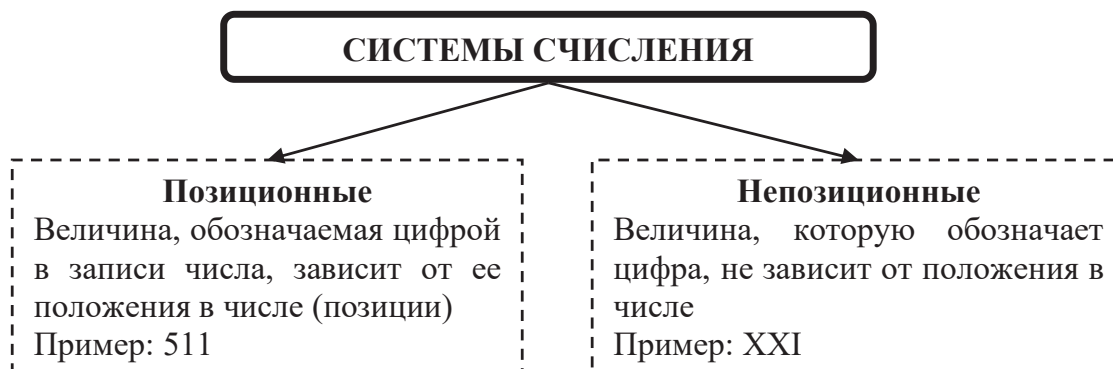 СИСТЕМЫ СЧИСЛЕНИЯ
Позиционные
Величина, обозначаемая цифрой
в записи числа, зависит от ее
положения в числе (позиции)
Пример: 511
Непозиционные
Величина, которую обозначает
цифра, не зависит от положения в
числе
Пример: XXI